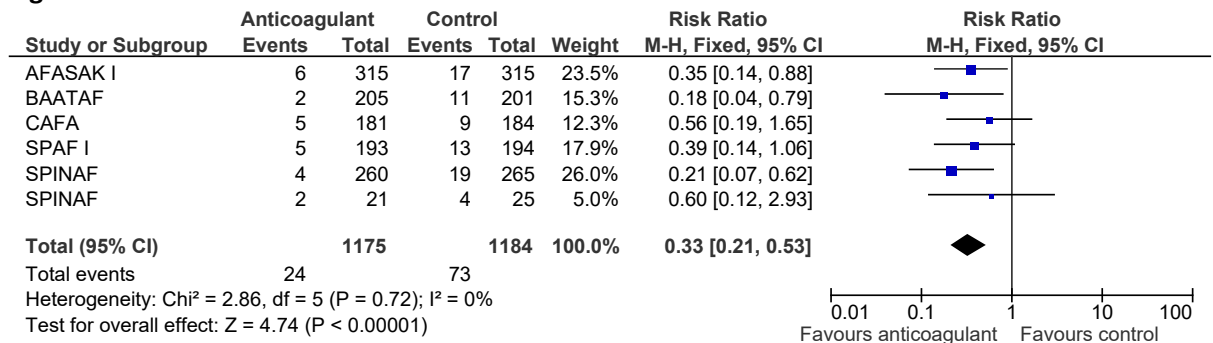 Anticoagulant Control Risk Ratio Risk Ratio
Study or Subgroup Events Total Events Total Weight M-H, Fixed, 95% CI M-H, Fixed, 95% CI
AFASAK I 6 315 17 315 23.5% 0.35 [0.14, 0.88]
BAATAF 2 205 11 201 15.3% 0.18 [0.04, 0.79]
CAFA 5 181 9 184 12.3% 0.56 [0.19, 1.65]
SPAF I 5 193 13 194 17.9% 0.39 [0.14, 1.06]
SPINAF 4 260 19 265 26.0% 0.21 [0.07, 0.62]
SPINAF 2 21 4 25 5.0% 0.60 [0.12, 2.93]
Total (95% CI) 1175 1184 100.0% 0.33 [0.21, 0.53]
Total events 24 73
Heterogeneity: Chi² = 2.86, df = 5 (P = 0.72); I² = 0%
Test for overall effect: Z = 4.74 (P < 0.00001)
0.01 0.1 1 10 100
Favours anticoagulant Favours control